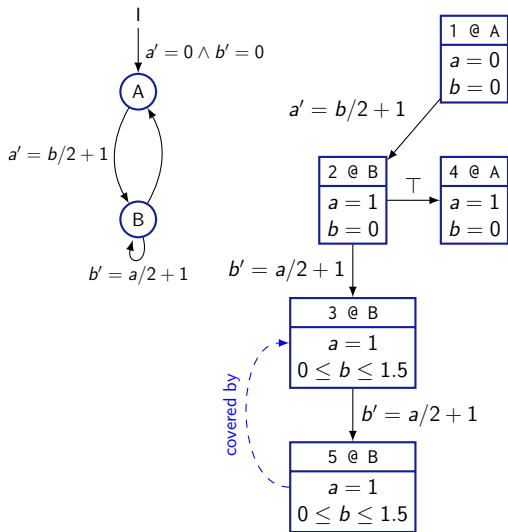 I
a′ = 0 ∧ b′ = 0
A
a′ = b/2 + 1
B
b′ = a/2 + 1
1 @ A
a = 0
b = 0
a′ = b/2 + 1
2 @ B
a = 1
b = 0
⊤
4 @ A
a = 1
b = 0
b′ = a/2 + 1
3 @ B
a = 1
0 ≤ b ≤ 1.5
covered by
b′ = a/2 + 1
5 @ B
a = 1
0 ≤ b ≤ 1.5